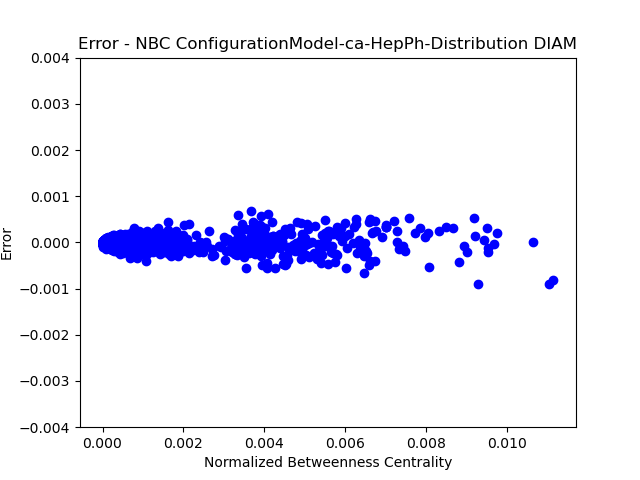 Error - NBC ConfigurationModel-ca-HepPh-Distribution DIAM
0.004
0.003
0.002
0.001
0.000
−0.001
−0.002
−0.003
−0.004
Error
0.000 0.002 0.004 0.006 0.008 0.010
Normalized Betweenness Centrality